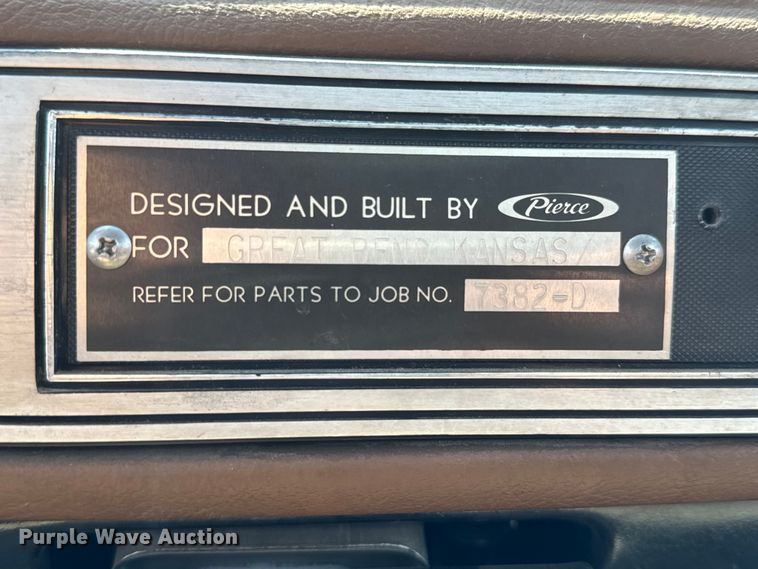 DESIGNED AND BUILT BY Pierce
FOR GREAT BEND KANSAS/
REFER FOR PARTS TO JOB NO. 7382-D
Purple Wave Auction®